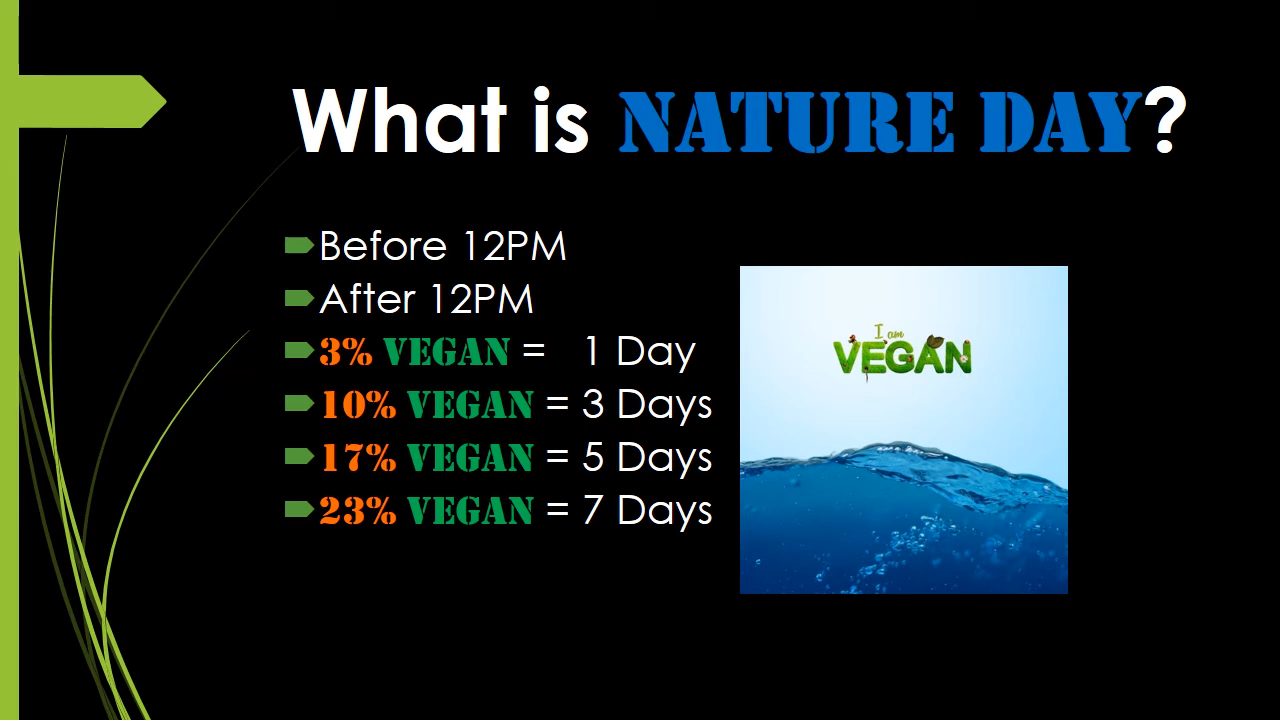 What is NATURE DAY?
Before 12PM
After 12PM
3% VEGAN = 1 Day
10% VEGAN = 3 Days
17% VEGAN = 5 Days
23% VEGAN = 7 Days
I am
VEGAN